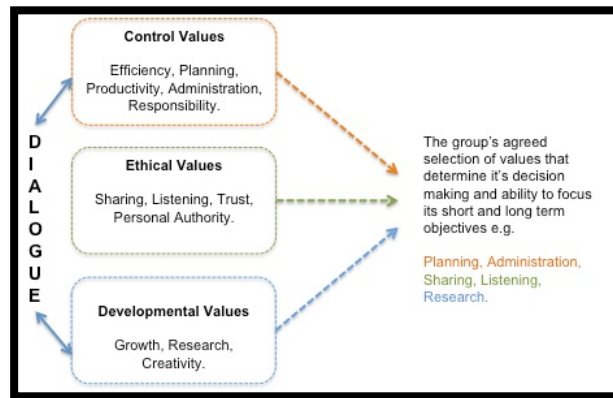 DIALOGUE
Control Values
Efficiency, Planning,
Productivity, Administration,
Responsibility.
Ethical Values
Sharing, Listening, Trust,
Personal Authority.
Developmental Values
Growth, Research,
Creativity.
The group's agreed
selection of values that
determine it's decision
making and ability to focus
its short and long term
objectives e.g.
Planning, Administration,
Sharing, Listening,
Research.